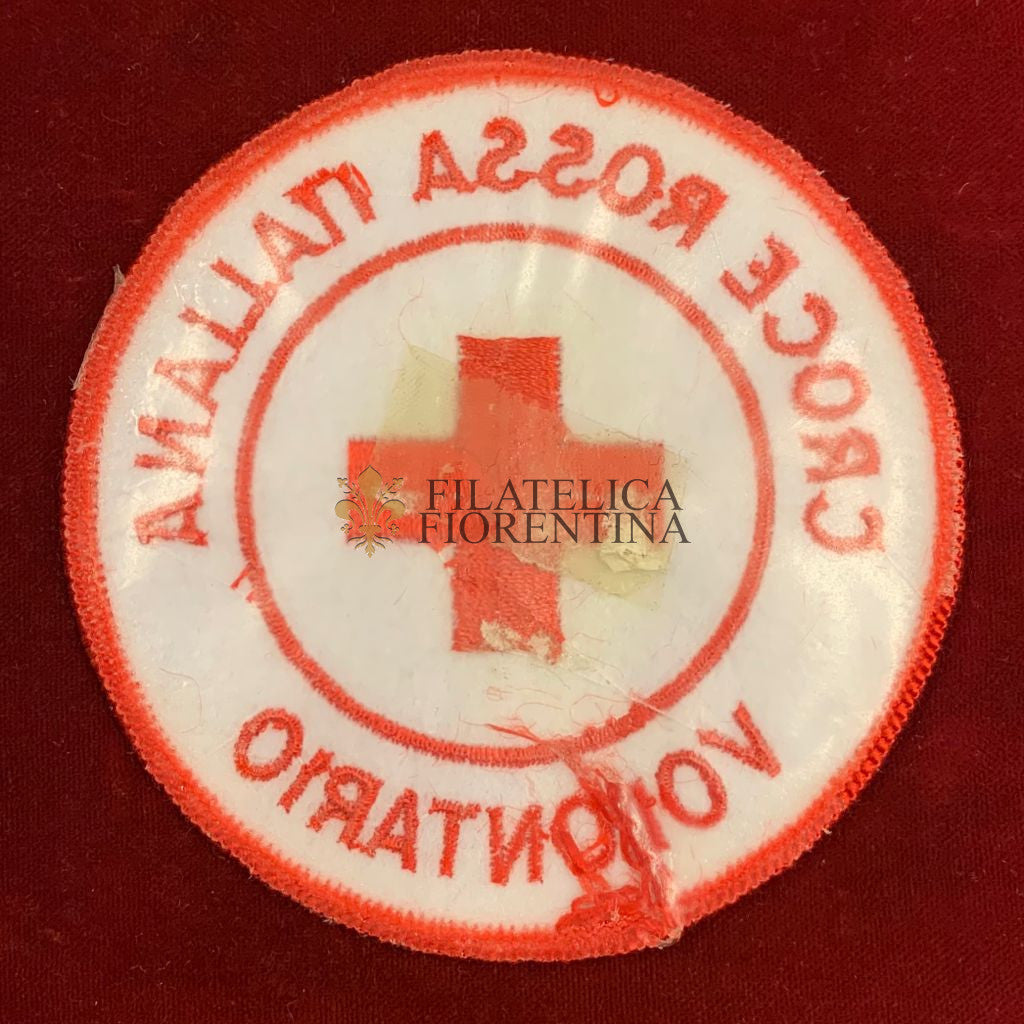 CROCE ROSSA ITALIANA
FILATELICA
FIORENTINA
VOLONTARIO